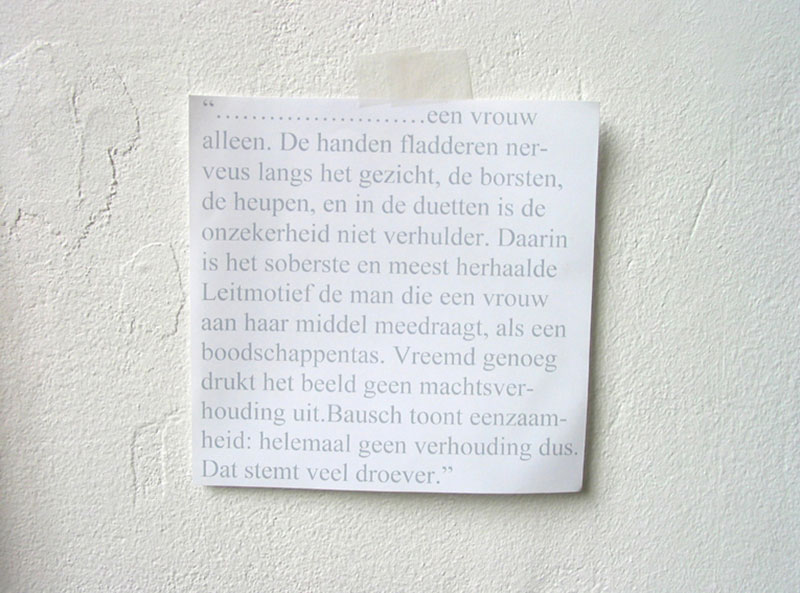 “........................een vrouw
alleen. De handen fladderen ner-
veus langs het gezicht, de borsten,
de heupen, en in de duetten is de
onzekerheid niet verhulder. Daarin
is het soberste en meest herhaalde
Leitmotief de man die een vrouw
aan haar middel meedraagt, als een
boodschappentas. Vreemd genoeg
drukt het beeld geen machtsver-
houding uit.Bausch toont eenzaam-
heid: helemaal geen verhouding dus.
Dat stemt veel droever.”